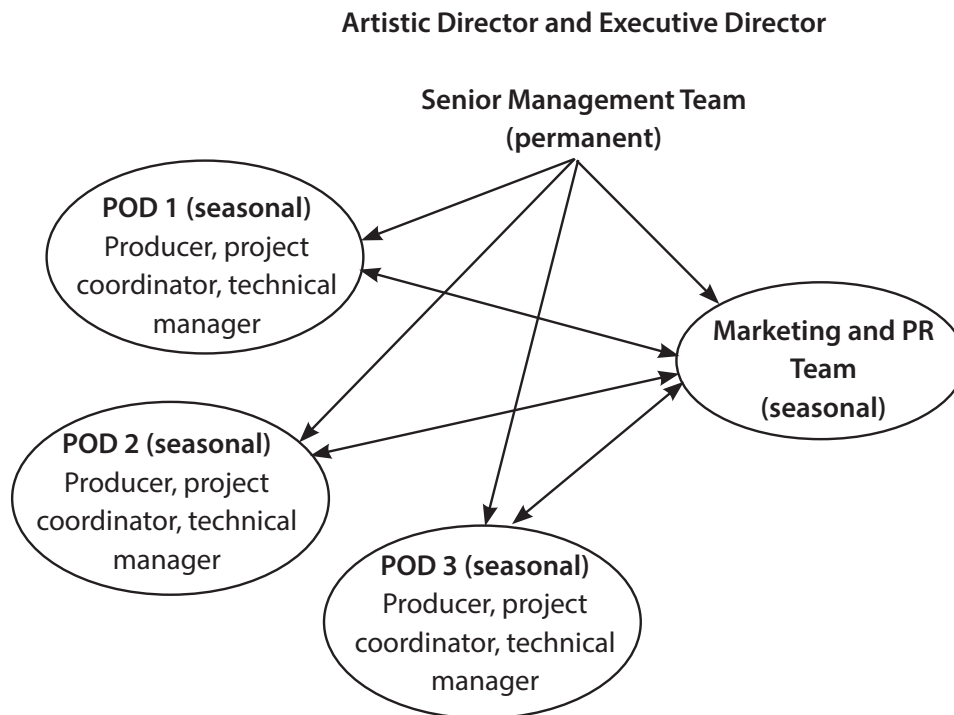 Artistic Director and Executive Director
Senior Management Team
(permanent)
POD 1 (seasonal)
Producer, project
coordinator, technical
manager
Marketing and PR
Team
(seasonal)
POD 2 (seasonal)
Producer, project
coordinator, technical
manager
POD 3 (seasonal)
Producer, project
coordinator, technical
manager